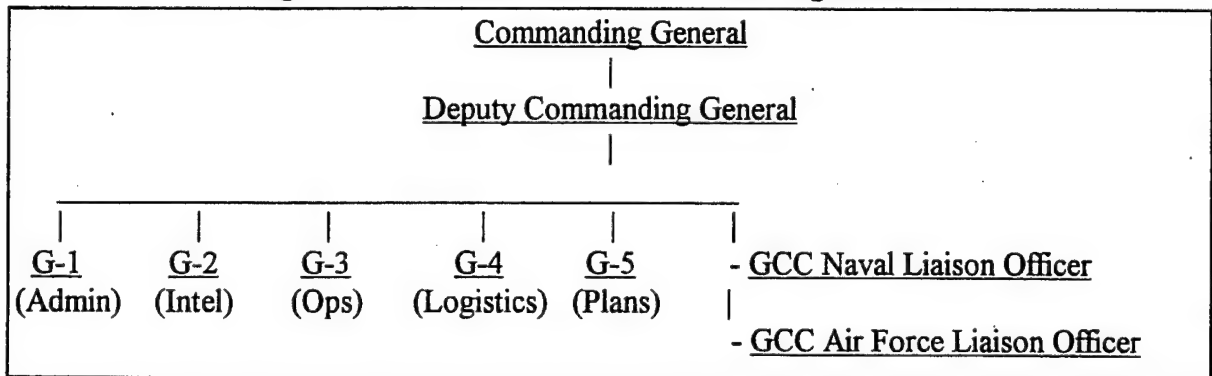 Commanding General
Deputy Commanding General
G-1 G-2 G-3 G-4 G-5 - GCC Naval Liaison Officer
(Admin) (Intel) (Ops) (Logistics) (Plans)
- GCC Air Force Liaison Officer